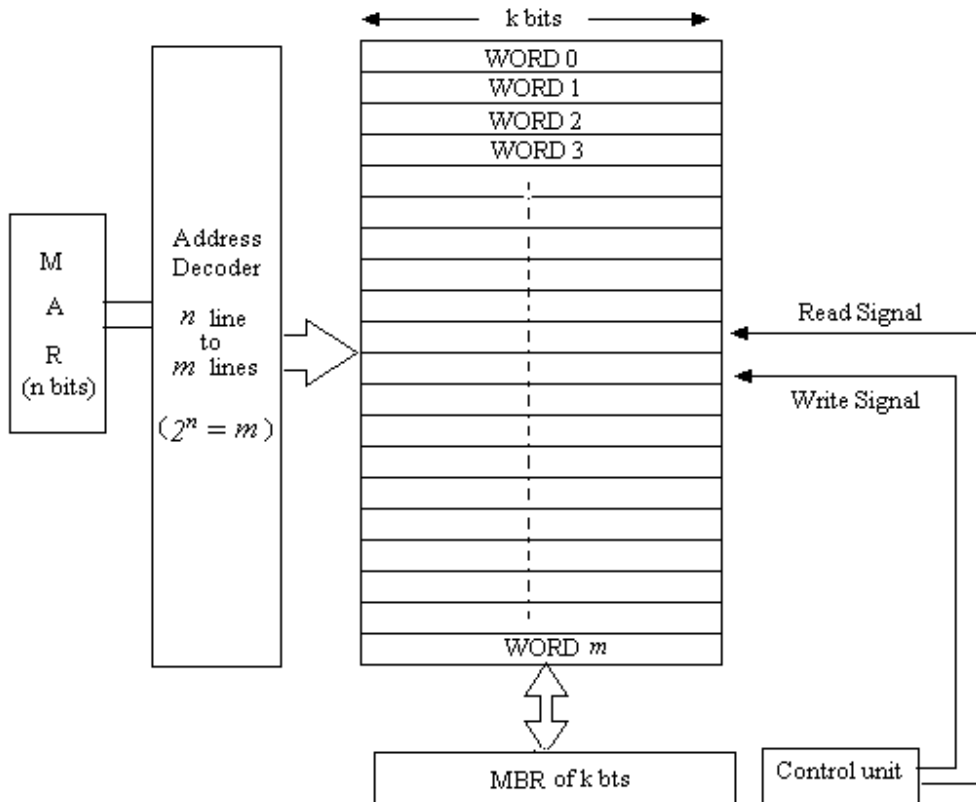 k bits
WORD 0
WORD 1
WORD 2
WORD 3
M
A
R
(n bits)
Address
Decoder
n line
to
m lines
(2ⁿ = m)
Read Signal
Write Signal
WORD m
MBR of k bts
Control unit